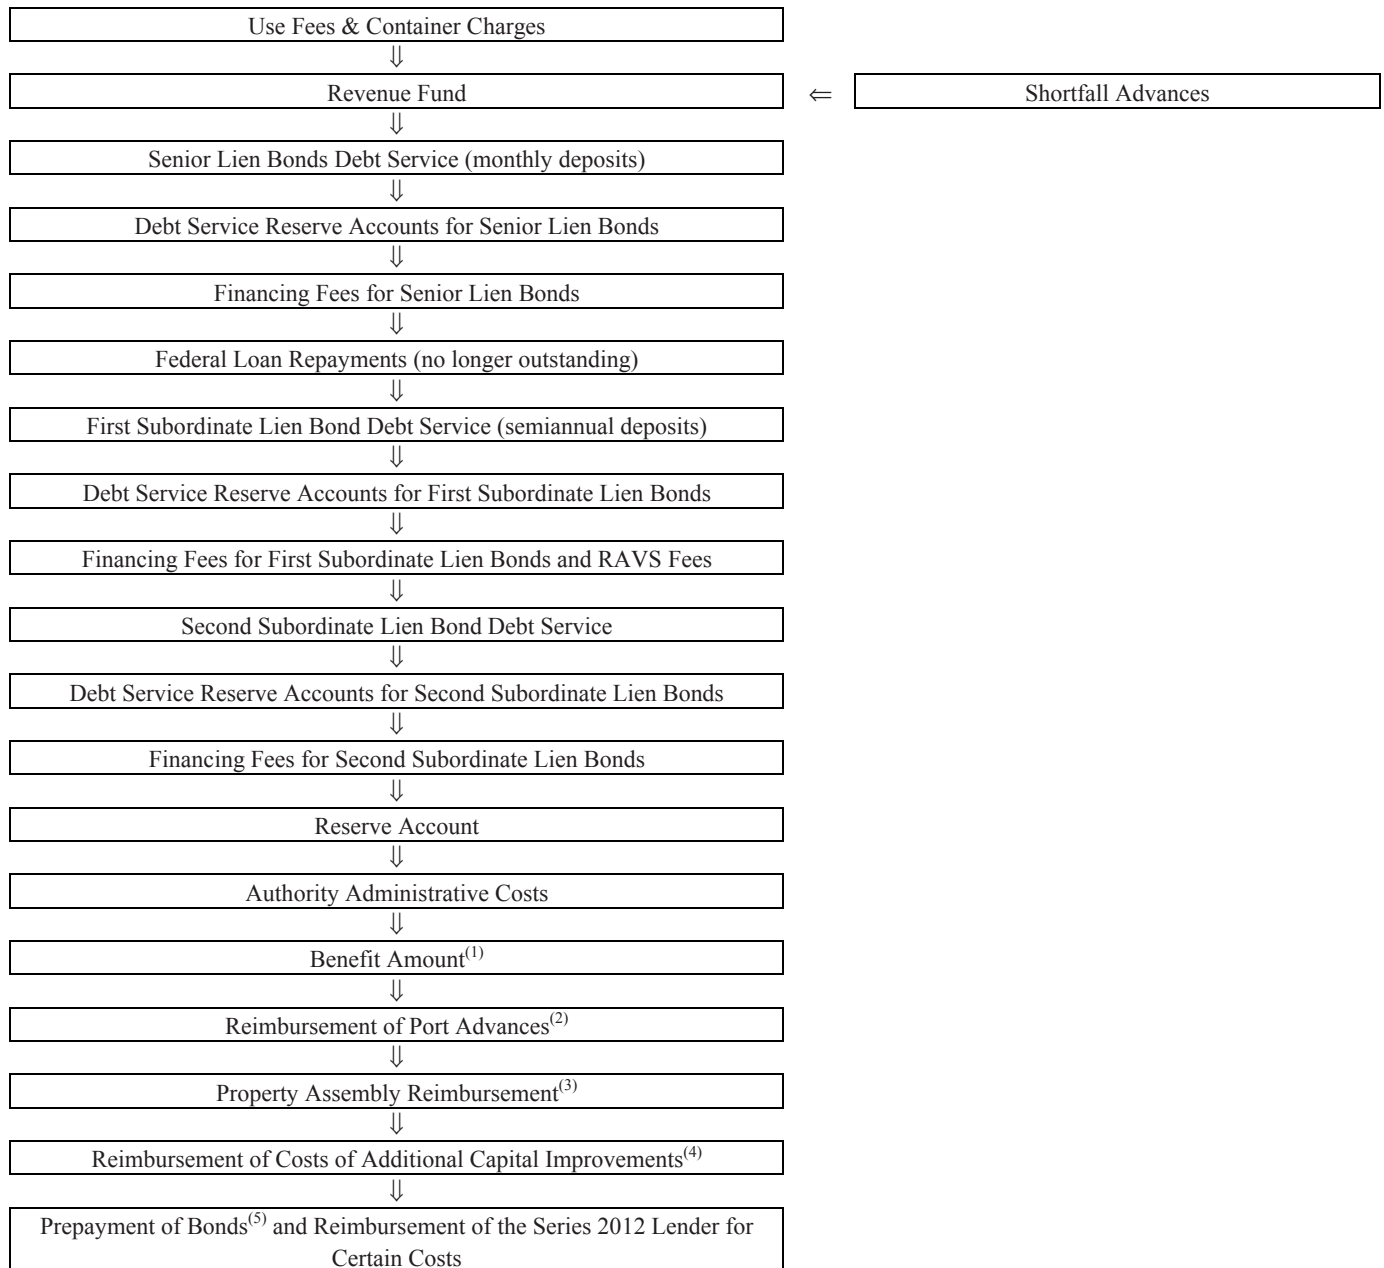 Use Fees & Container Charges
⇓
Revenue Fund ⇐ Shortfall Advances
⇓
Senior Lien Bonds Debt Service (monthly deposits)
⇓
Debt Service Reserve Accounts for Senior Lien Bonds
⇓
Financing Fees for Senior Lien Bonds
⇓
Federal Loan Repayments (no longer outstanding)
⇓
First Subordinate Lien Bond Debt Service (semiannual deposits)
⇓
Debt Service Reserve Accounts for First Subordinate Lien Bonds
⇓
Financing Fees for First Subordinate Lien Bonds and RAVS Fees
⇓
Second Subordinate Lien Bond Debt Service
⇓
Debt Service Reserve Accounts for Second Subordinate Lien Bonds
⇓
Financing Fees for Second Subordinate Lien Bonds
⇓
Reserve Account
⇓
Authority Administrative Costs
⇓
Benefit Amount(1)
⇓
Reimbursement of Port Advances(2)
⇓
Property Assembly Reimbursement(3)
⇓
Reimbursement of Costs of Additional Capital Improvements(4)
⇓
Prepayment of Bonds(5) and Reimbursement of the Series 2012 Lender for
Certain Costs